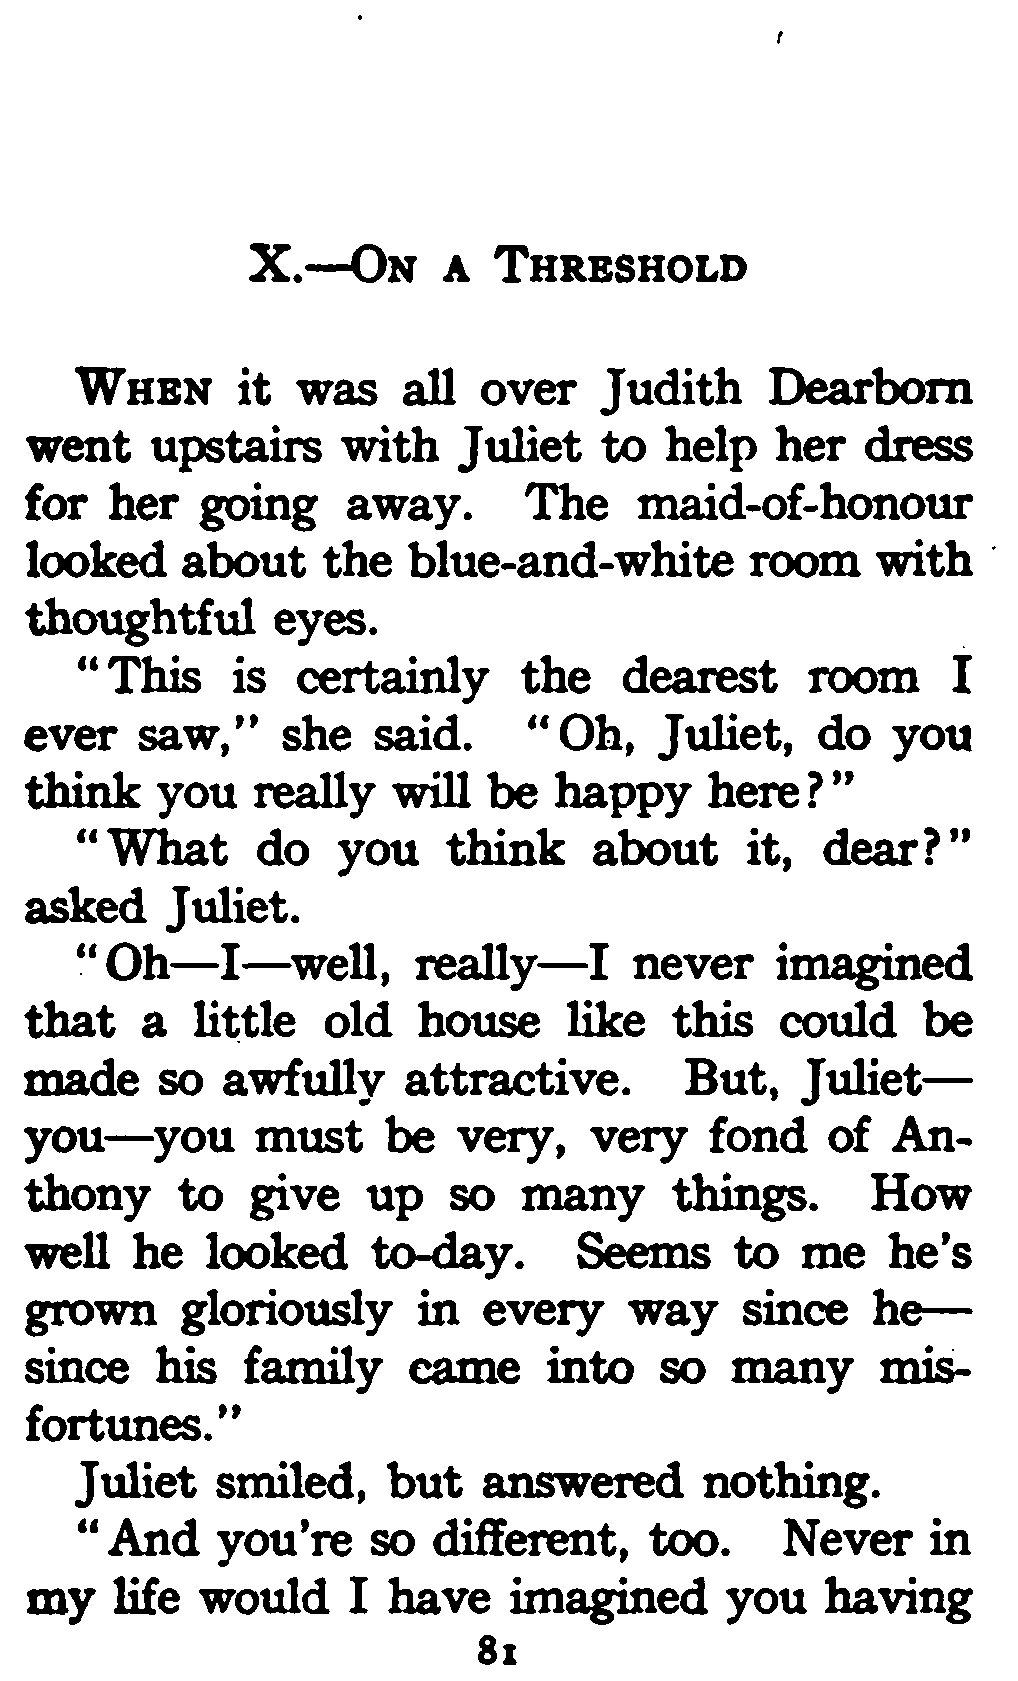 X.—On a Threshold
When it was all over Judith Dearborn
went upstairs with Juliet to help her dress
for her going away. The maid-of-honour
looked about the blue-and-white room with
thoughtful eyes.
"This is certainly the dearest room I
ever saw," she said. "Oh, Juliet, do you
think you really will be happy here?"
"What do you think about it, dear?"
asked Juliet.
"Oh—I—well, really—I never imagined
that a little old house like this could be
made so awfully attractive. But, Juliet—
you—you must be very, very fond of An-
thony to give up so many things. How
well he looked to-day. Seems to me he's
grown gloriously in every way since he—
since his family came into so many mis-
fortunes."
Juliet smiled, but answered nothing.
"And you're so different, too. Never in
my life would I have imagined you having
81